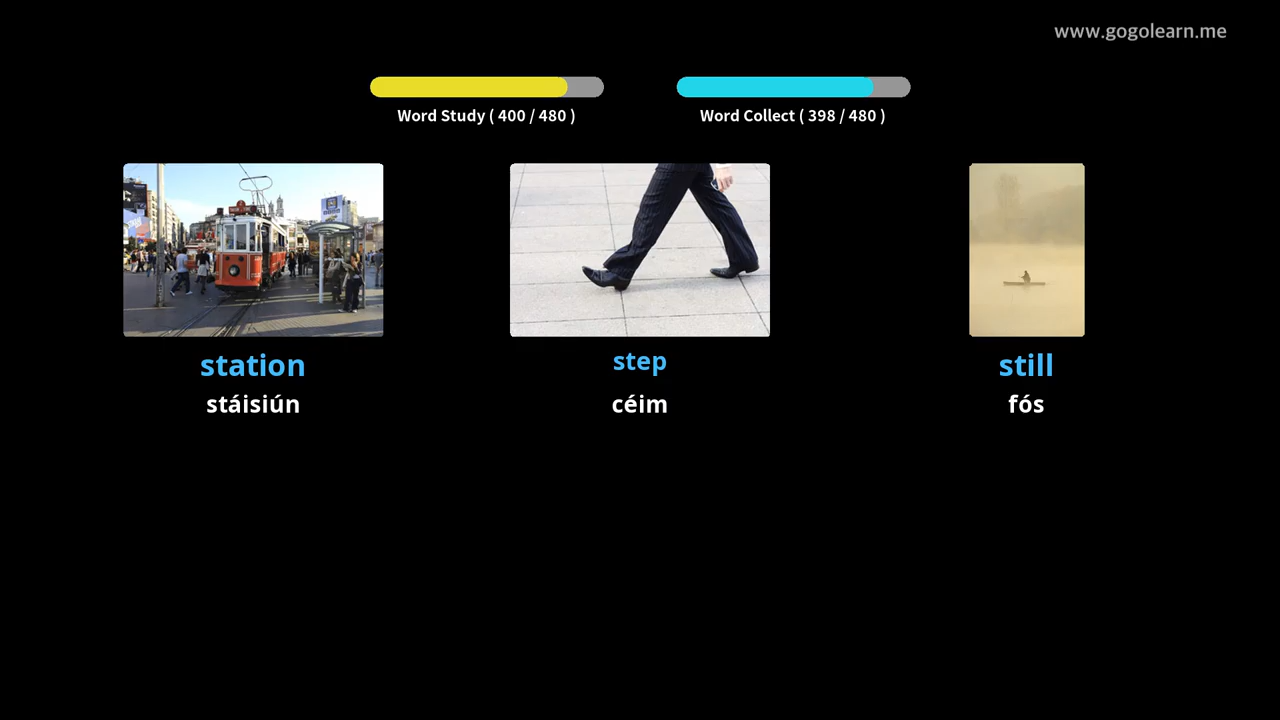 www.gogolearn.me
Word Study ( 400 / 480 )
Word Collect ( 398 / 480 )
station
step
still
stáisiún
céim
fós